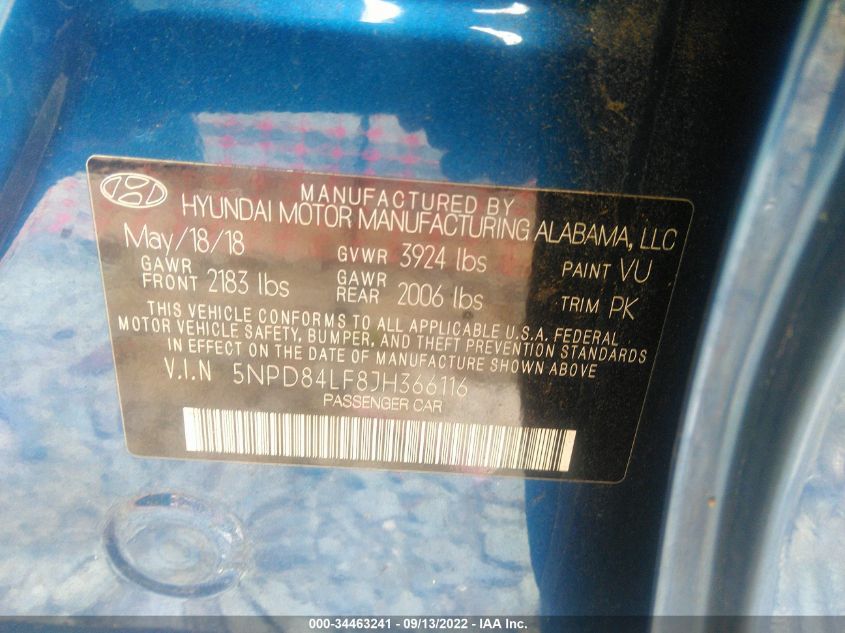 MANUFACTURED BY
HYUNDAI MOTOR MANUFACTURING ALABAMA, LLC
May/18/18 GVWR 3924 lbs PAINT VU
GAWR FRONT 2183 lbs GAWR REAR 2006 lbs TRIM PK
THIS VEHICLE CONFORMS TO ALL APPLICABLE U.S.A. FEDERAL
MOTOR VEHICLE SAFETY, BUMPER, AND THEFT PREVENTION STANDARDS
IN EFFECT ON THE DATE OF MANUFACTURE SHOWN ABOVE.
V.I.N 5NPD84LF8JH366116
PASSENGER CAR
000-34463241 - 09/13/2022 - IAA Inc.